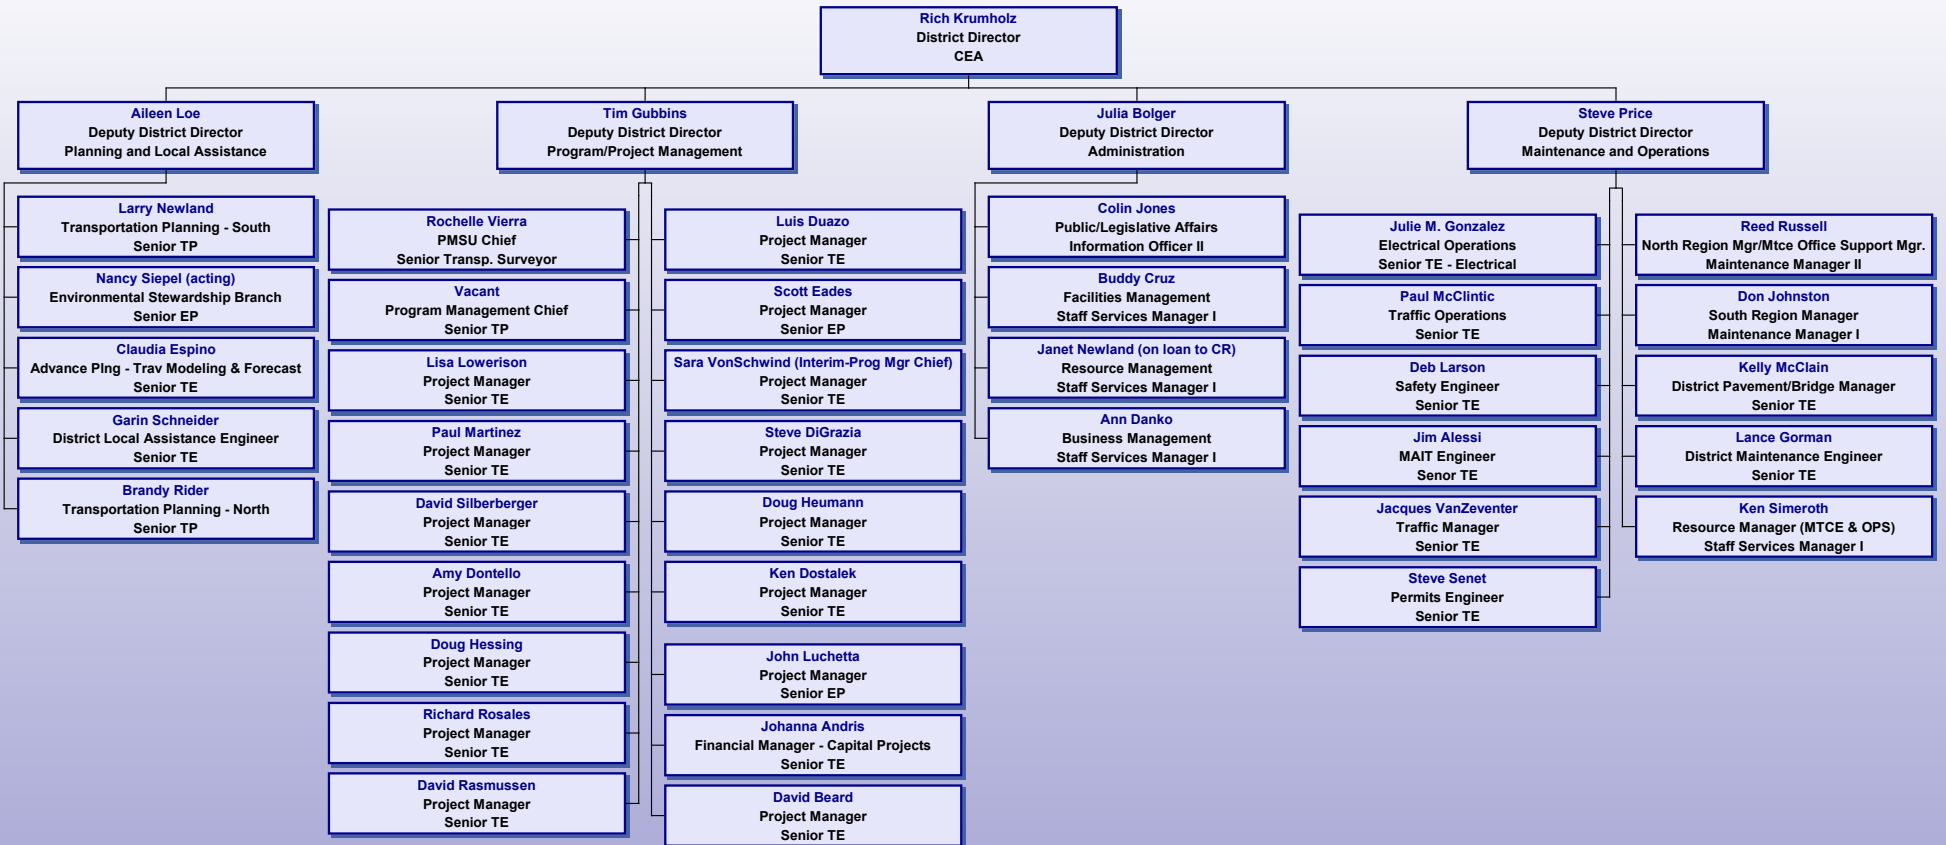 Rich Krumholz
District Director
CEA
Aileen Loe
Deputy District Director
Planning and Local Assistance
Tim Gubbins
Deputy District Director
Program/Project Management
Julia Bolger
Deputy District Director
Administration
Steve Price
Deputy District Director
Maintenance and Operations
Larry Newland
Transportation Planning - South
Senior TP
Nancy Siepel (acting)
Environmental Stewardship Branch
Senior EP
Claudia Espino
Advance Plng - Trav Modeling & Forecast
Senior TE
Garin Schneider
District Local Assistance Engineer
Senior TE
Brandy Rider
Transportation Planning - North
Senior TP
Rochelle Vierra
PMSU Chief
Senior Transp. Surveyor
Vacant
Program Management Chief
Senior TP
Lisa Lowerison
Project Manager
Senior TE
Paul Martinez
Project Manager
Senior TE
David Silberberger
Project Manager
Senior TE
Amy Dontello
Project Manager
Senior TE
Doug Hessing
Project Manager
Senior TE
Richard Rosales
Project Manager
Senior TE
David Rasmussen
Project Manager
Senior TE
Luis Duazo
Project Manager
Senior TE
Scott Eades
Project Manager
Senior EP
Sara VonSchwind (Interim-Prog Mgr Chief)
Project Manager
Senior TE
Steve DiGrazia
Project Manager
Senior TE
Doug Heumann
Project Manager
Senior TE
Ken Dostalek
Project Manager
Senior TE
John Luchetta
Project Manager
Senior EP
Johanna Andris
Financial Manager - Capital Projects
Senior TE
David Beard
Project Manager
Senior TE
Colin Jones
Public/Legislative Affairs
Information Officer II
Buddy Cruz
Facilities Management
Staff Services Manager I
Janet Newland (on loan to CR)
Resource Management
Staff Services Manager I
Ann Danko
Business Management
Staff Services Manager I
Julie M. Gonzalez
Electrical Operations
Senior TE - Electrical
Paul McClintic
Traffic Operations
Senior TE
Deb Larson
Safety Engineer
Senior TE
Jim Alessi
MAIT Engineer
Senor TE
Jacques VanZeventer
Traffic Manager
Senior TE
Steve Senet
Permits Engineer
Senior TE
Reed Russell
North Region Mgr/Mtce Office Support Mgr.
Maintenance Manager II
Don Johnston
South Region Manager
Maintenance Manager I
Kelly McClain
District Pavement/Bridge Manager
Senior TE
Lance Gorman
District Maintenance Engineer
Senior TE
Ken Simeroth
Resource Manager (MTCE & OPS)
Staff Services Manager I